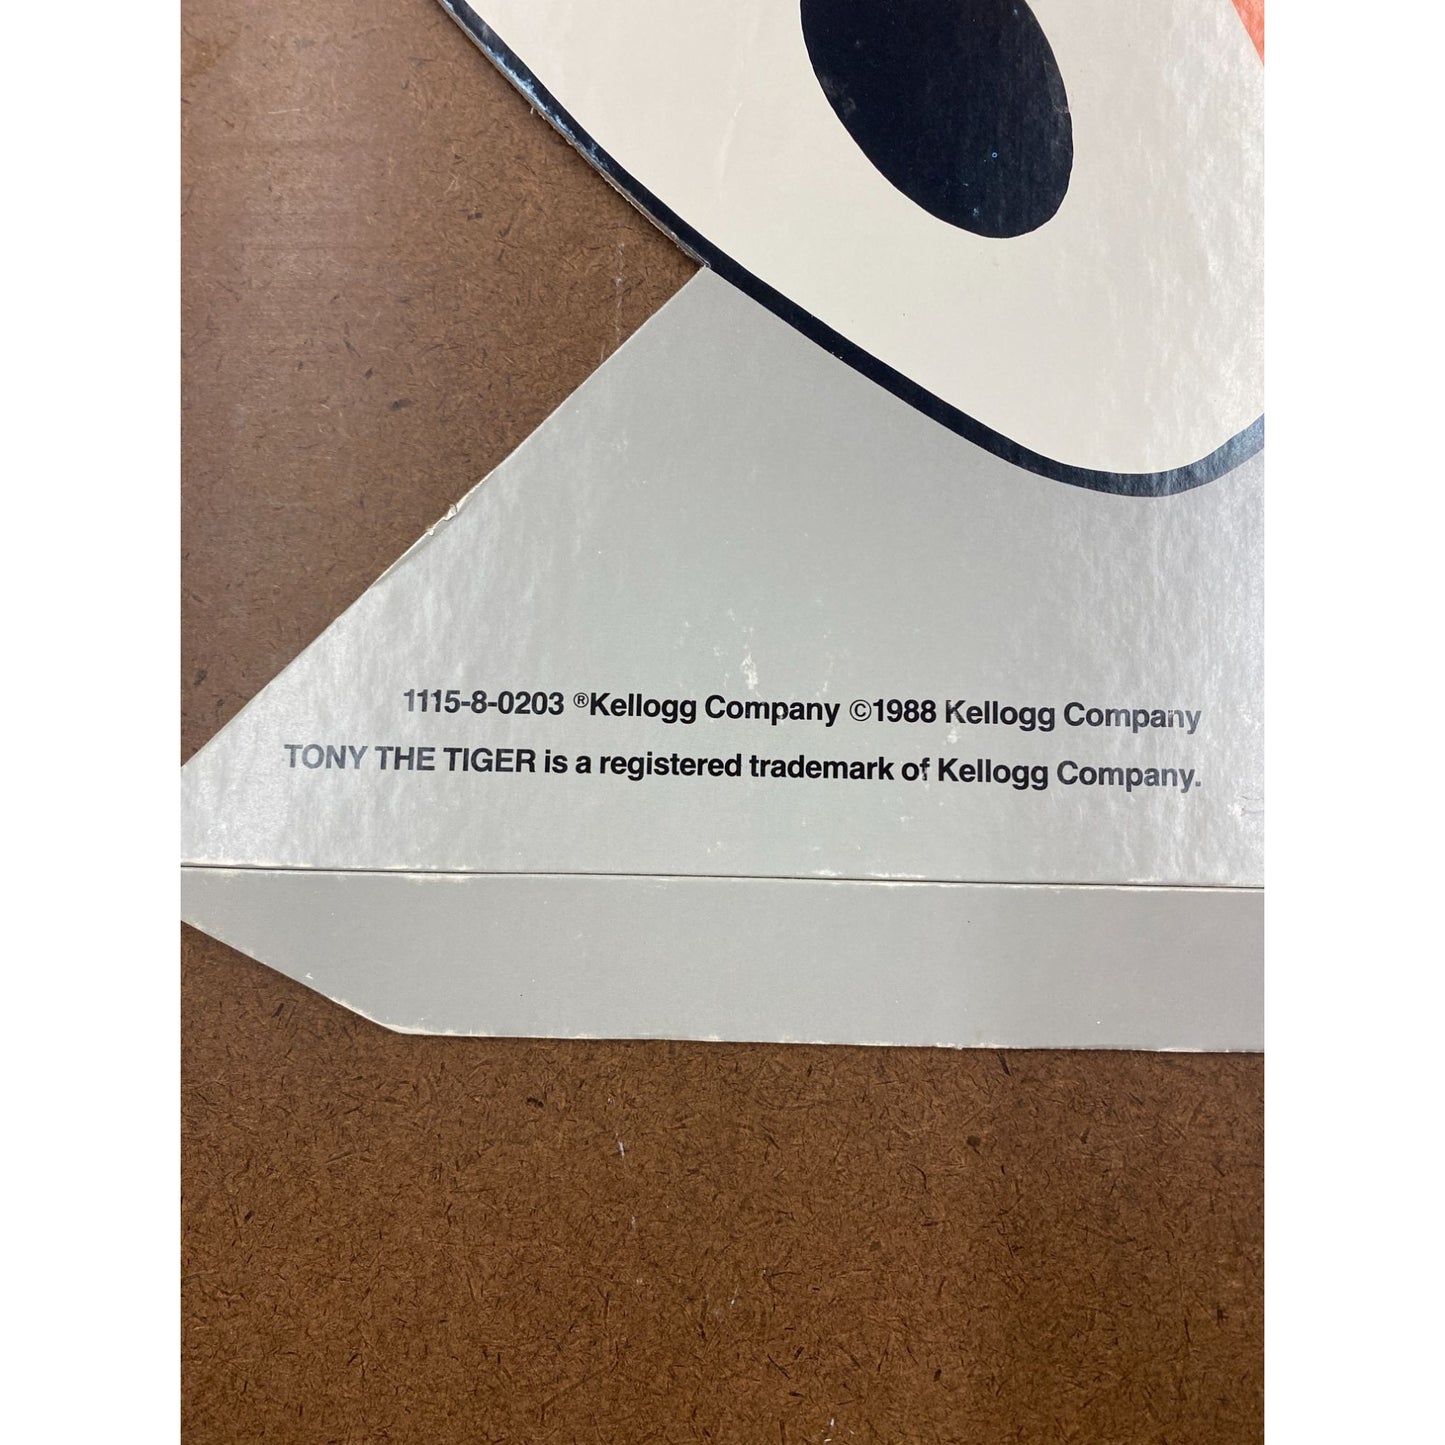 1115-8-0203 ®Kellogg Company ©1988 Kellogg Company
TONY THE TIGER is a registered trademark of Kellogg Company.